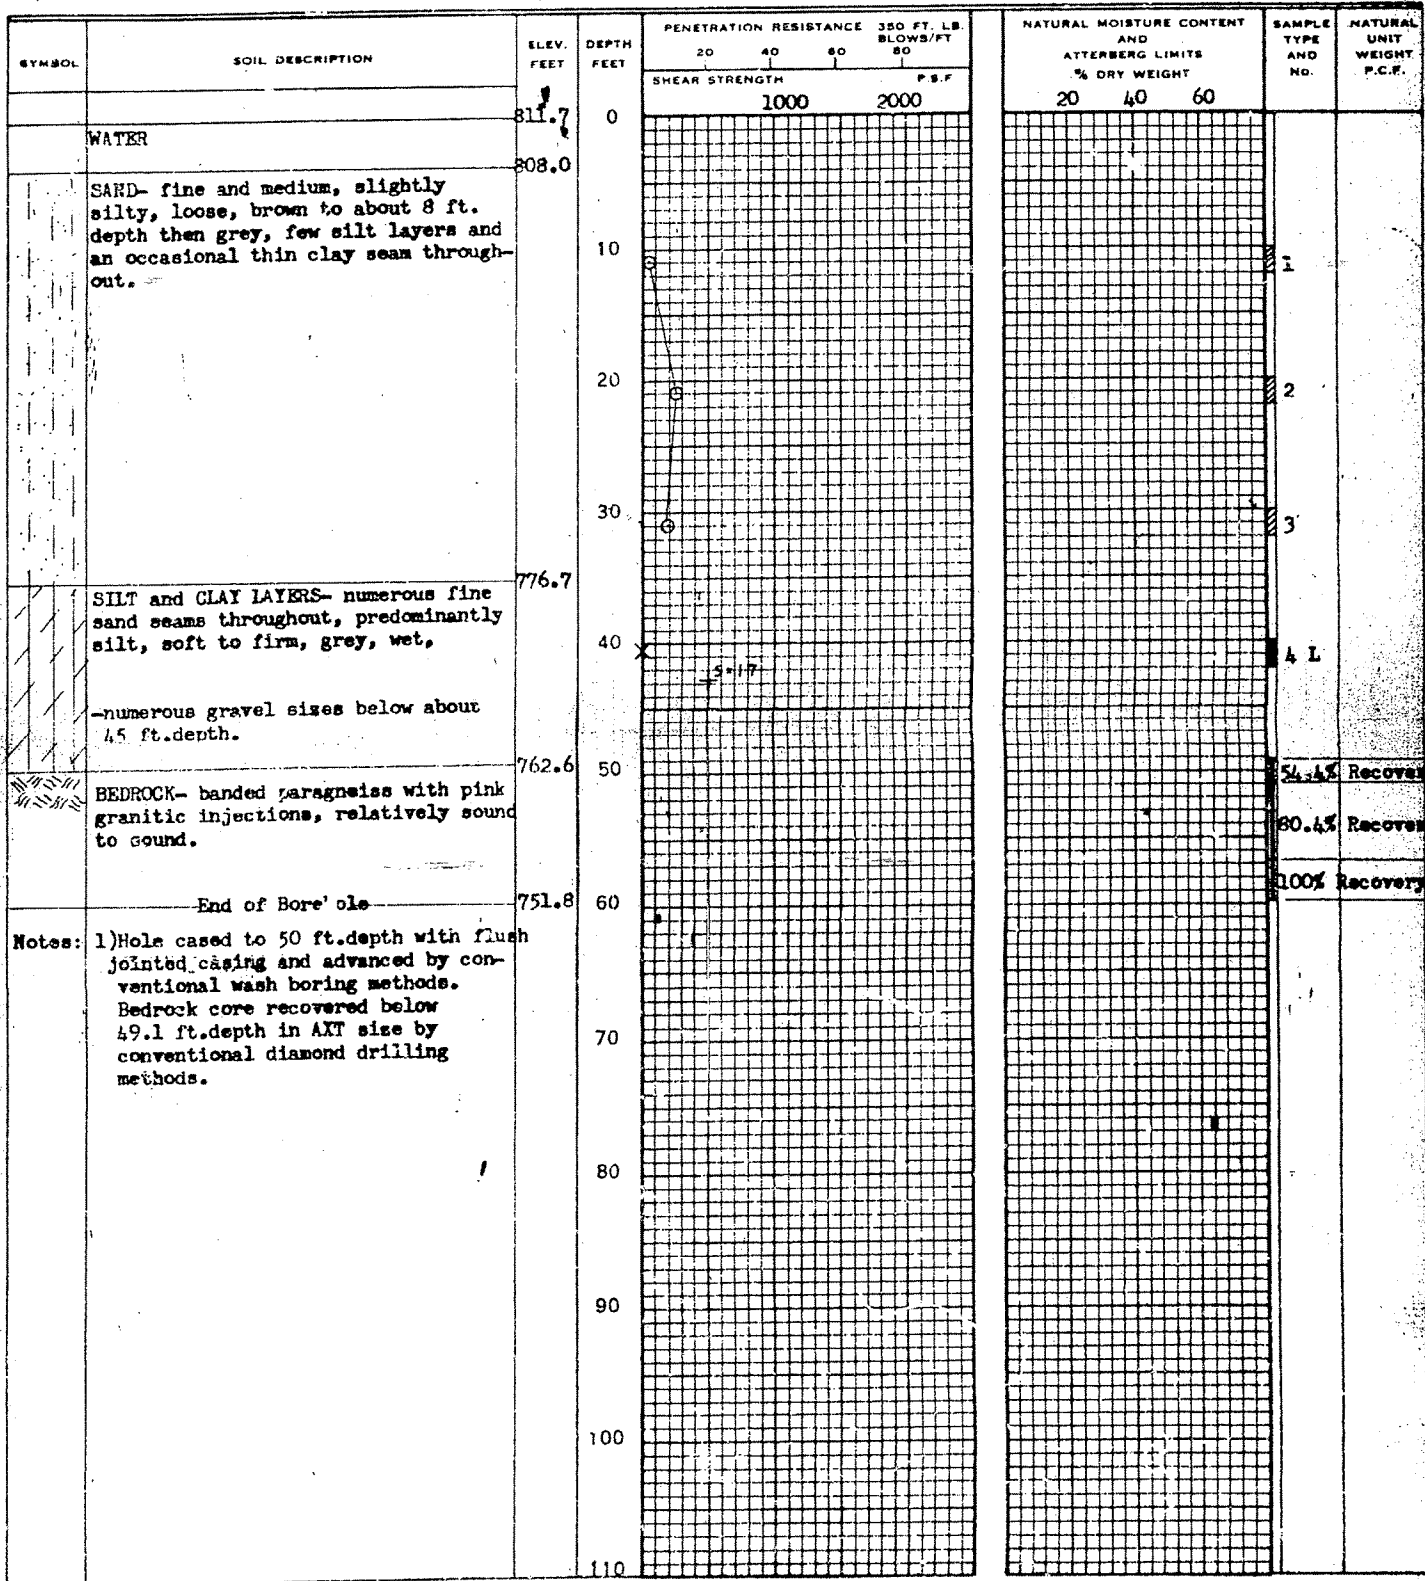 SYMBOL
SOIL DESCRIPTION
ELEV. FEET
DEPTH FEET
PENETRATION RESISTANCE 350 FT. LB. BLOWS/FT
20 40 60 80
SHEAR STRENGTH P.S.F
1000 2000
NATURAL MOISTURE CONTENT
AND
ATTERBERG LIMITS
% DRY WEIGHT
20 40 60
SAMPLE TYPE AND No.
NATURAL UNIT WEIGHT P.C.F.
811.7 0
WATER
808.0
SAND- fine and medium, slightly
silty, loose, brown to about 8 ft.
depth then grey, few silt layers and
an occasional thin clay seam through-
out.
10
1
20
2
30
3
776.7
SILT and CLAY LAYERS- numerous fine
sand seams throughout, predominantly
silt, soft to firm, grey, wet,
40
4 L
S=17
-numerous gravel sizes below about
45 ft.depth.
762.6 50
54.4% Recover
BEDROCK- banded paragneiss with pink
granitic injections, relatively sound
to sound.
80.4% Recover
100% Recovery
End of Bore'ole 751.8 60
Notes: 1)Hole cased to 50 ft.depth with flush
jointed casing and advanced by con-
ventional wash boring methods.
Bedrock core recovered below
49.1 ft.depth in AXT size by
conventional diamond drilling
methods.
70
80
90
100
110